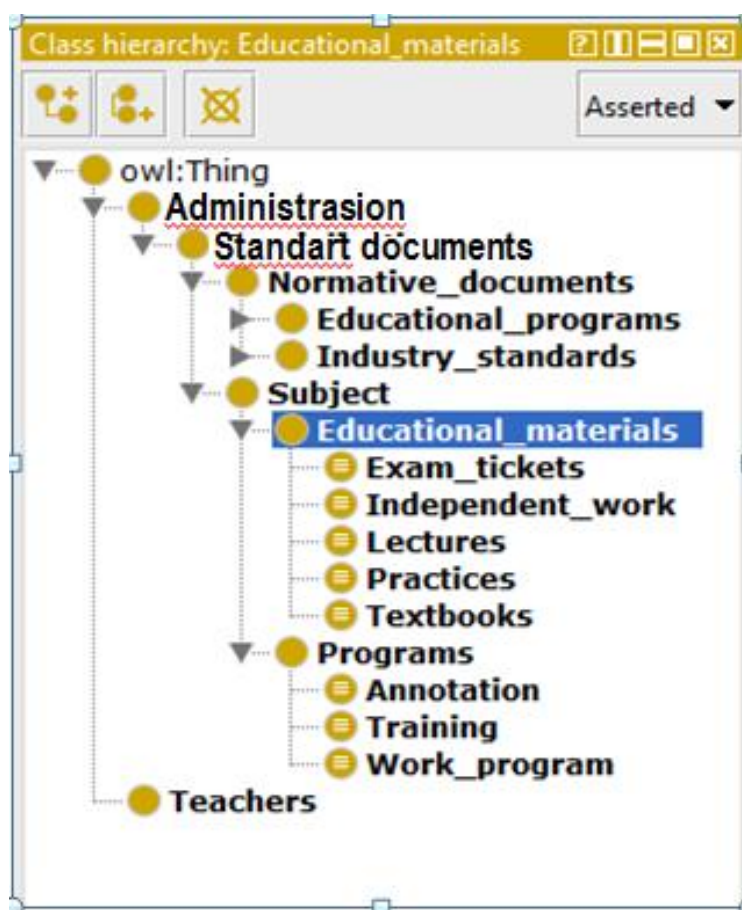 Class hierarchy: Educational_materials
Asserted
owl:Thing
Administrasion
Standart documents
Normative_documents
Educational_programs
Industry_standards
Subject
Educational_materials
Exam_tickets
Independent_work
Lectures
Practices
Textbooks
Programs
Annotation
Training
Work_program
Teachers